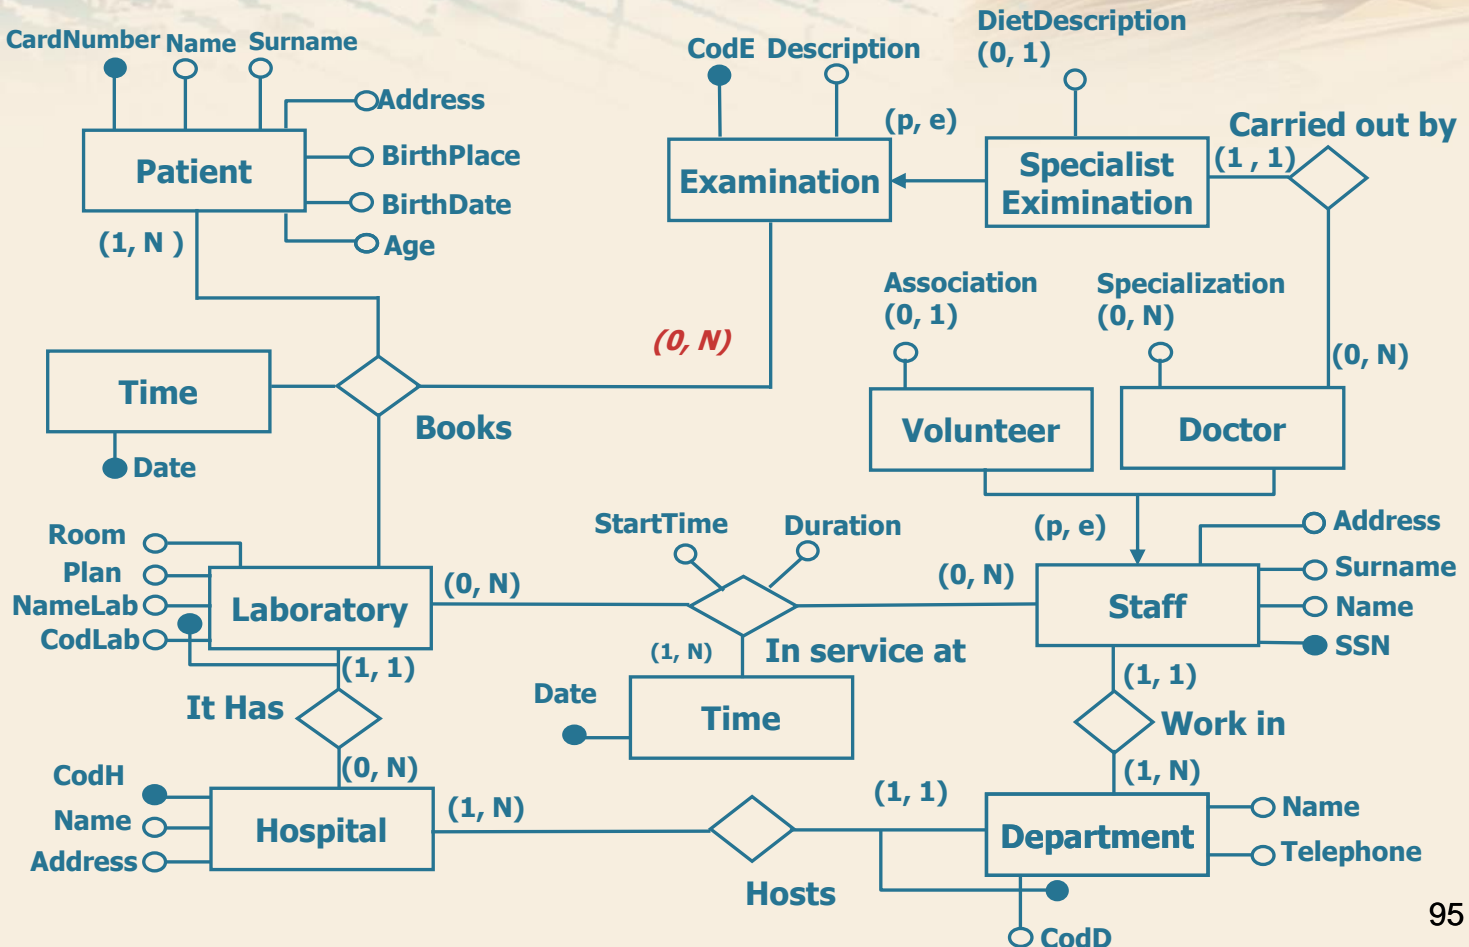 DietDescription
(0, 1)
CardNumber Name Surname
CodE Description
Address
(p, e)
Carried out by
Patient
BirthPlace
Examination
Specialist
Eximination
(1 , 1)
BirthDate
(1, N )
Age
Association
(0, 1)
Specialization
(0, N)
(0, N)
(0, N)
Time
Books
Volunteer
Doctor
Date
Room
Plan
NameLab
CodLab
Laboratory
(0, N)
StartTime
Duration
(p, e)
(0, N)
Address
Surname
Name
SSN
Staff
(1, N)
In service at
(1, 1)
(1, 1)
It Has
Date
Time
Work in
(0, N)
(1, N)
CodH
Name
Address
Hospital
(1, N)
(1, 1)
Department
Name
Telephone
Hosts
CodD
95